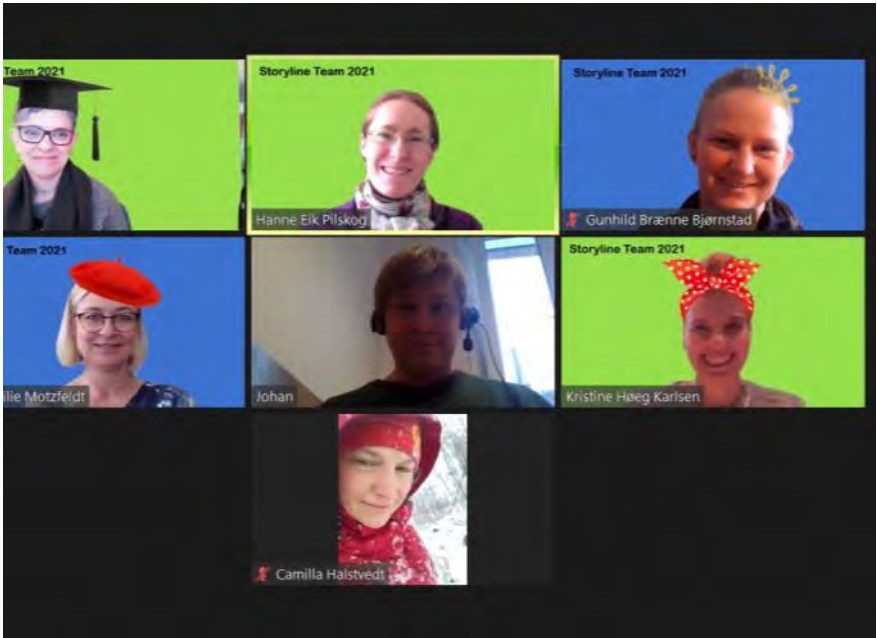 Team 2021
Storyline Team 2021
Storyline Team 2021
Hanne Eik Pilskog
Gunhild Brænne Bjørnstad
Team 2021
Storyline Team 2021
ilie Motzfeldt
Johan
Kristine Høeg Karlsen
Camilla Halstvedt